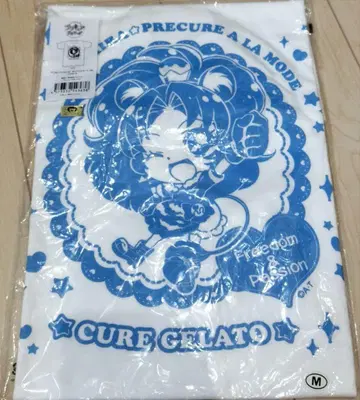 ★PRECURE A LA MODE
Freedom
&
Passion
©A·T
★CURE GELATO★
M